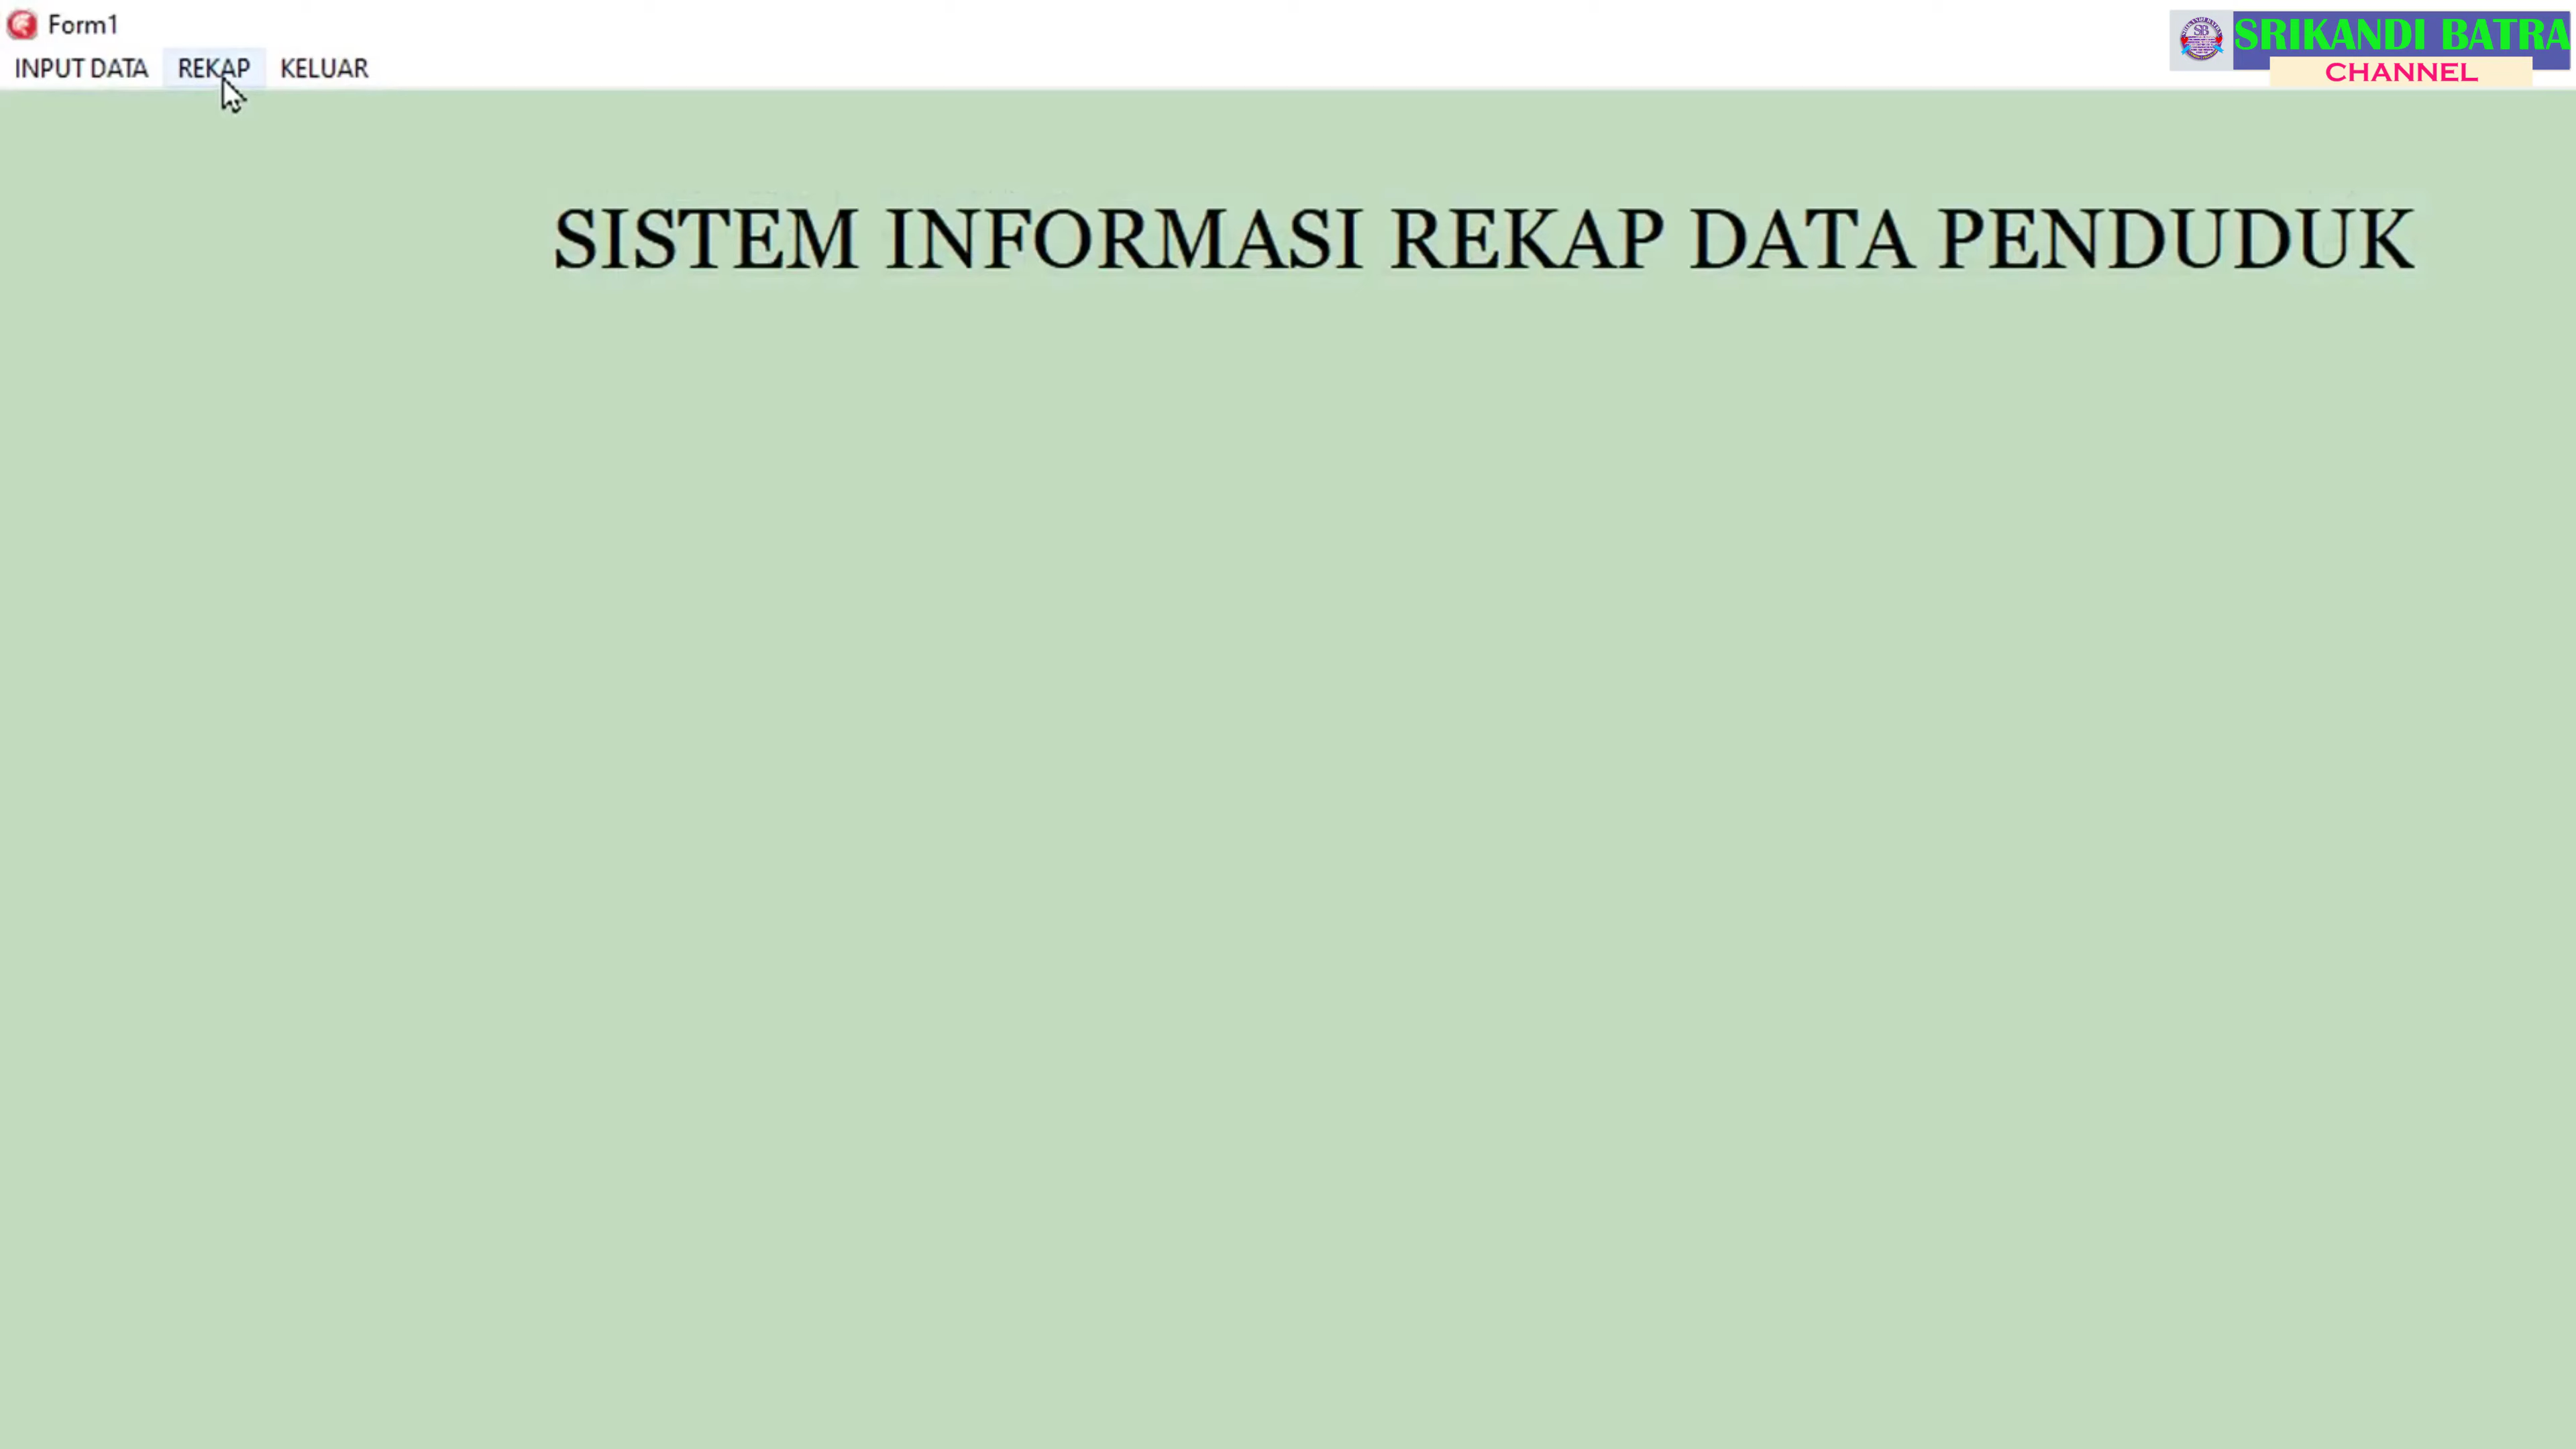 Form1
INPUT DATA REKAP KELUAR
SRIKANDI BATRA
CHANNEL
SISTEM INFORMASI REKAP DATA PENDUDUK